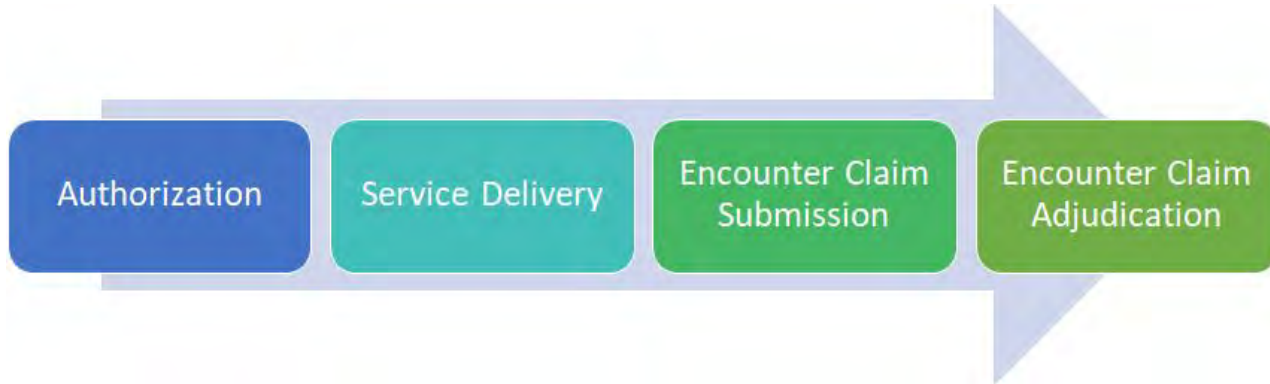 Authorization
Service Delivery
Encounter Claim
Submission
Encounter Claim
Adjudication